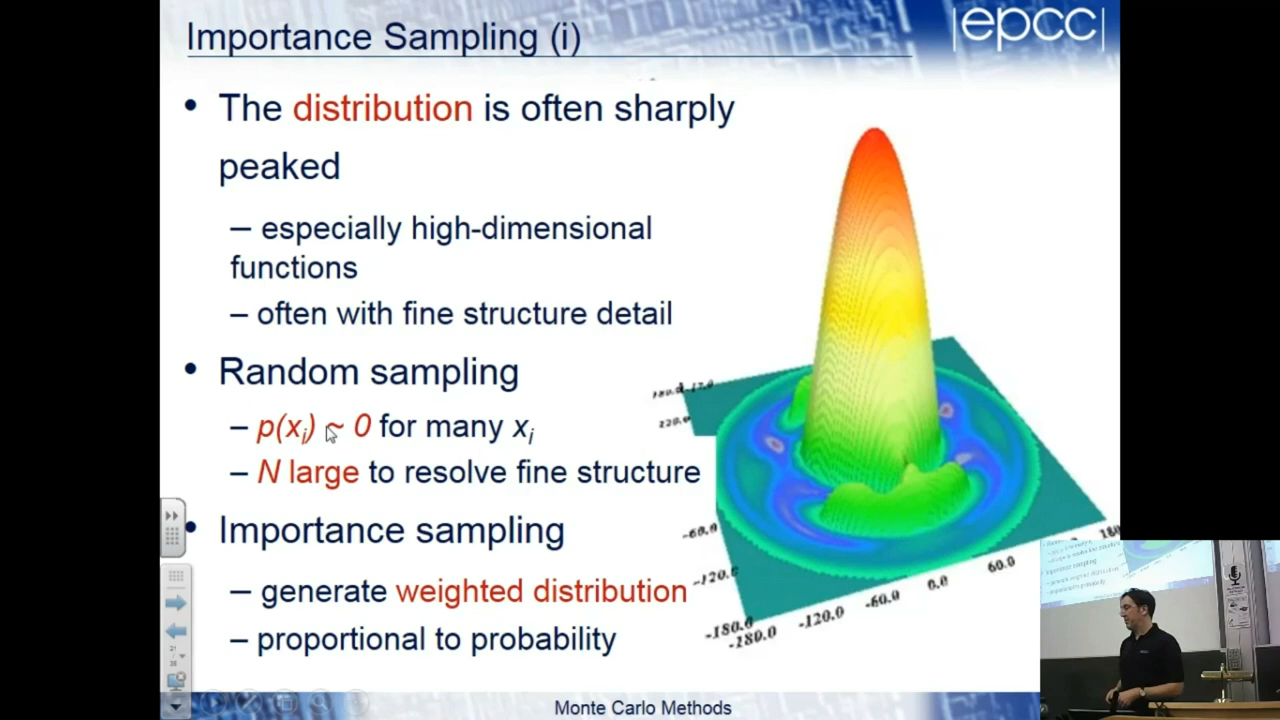 Importance Sampling (i)
|epcc|
• The distribution is often sharply
peaked
– especially high-dimensional
functions
– often with fine structure detail
• Random sampling
– p(xi) ~ 0 for many xi
– N large to resolve fine structure
• Importance sampling
– generate weighted distribution
– proportional to probability
-60.0
-120.0
-180.0
-180.0
-120.0
-60.0
0.0
60.0
21
38
Monte Carlo Methods